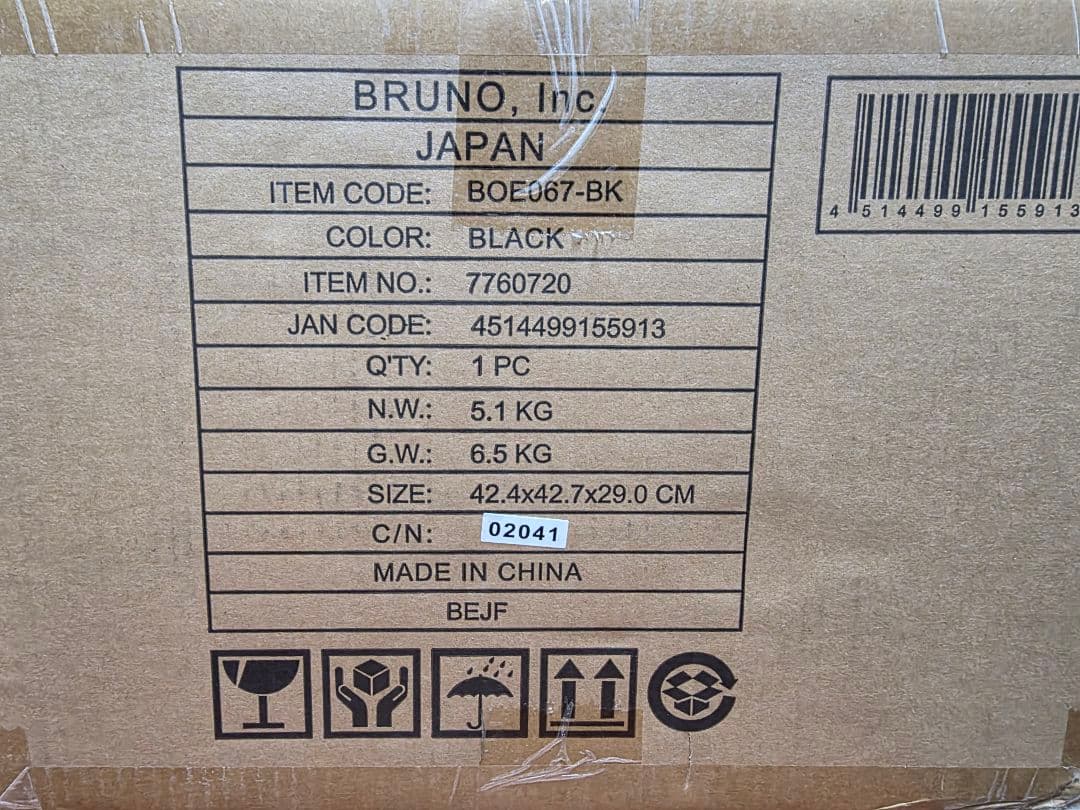 BRUNO, Inc.
JAPAN
ITEM CODE: BOE067-BK
COLOR: BLACK
ITEM NO.: 7760720
JAN CODE: 4514499155913
Q'TY: 1 PC
N.W.: 5.1 KG
G.W.: 6.5 KG
SIZE: 42.4x42.7x29.0 CM
C/N: 02041
MADE IN CHINA
BEJF
4 514499 155913